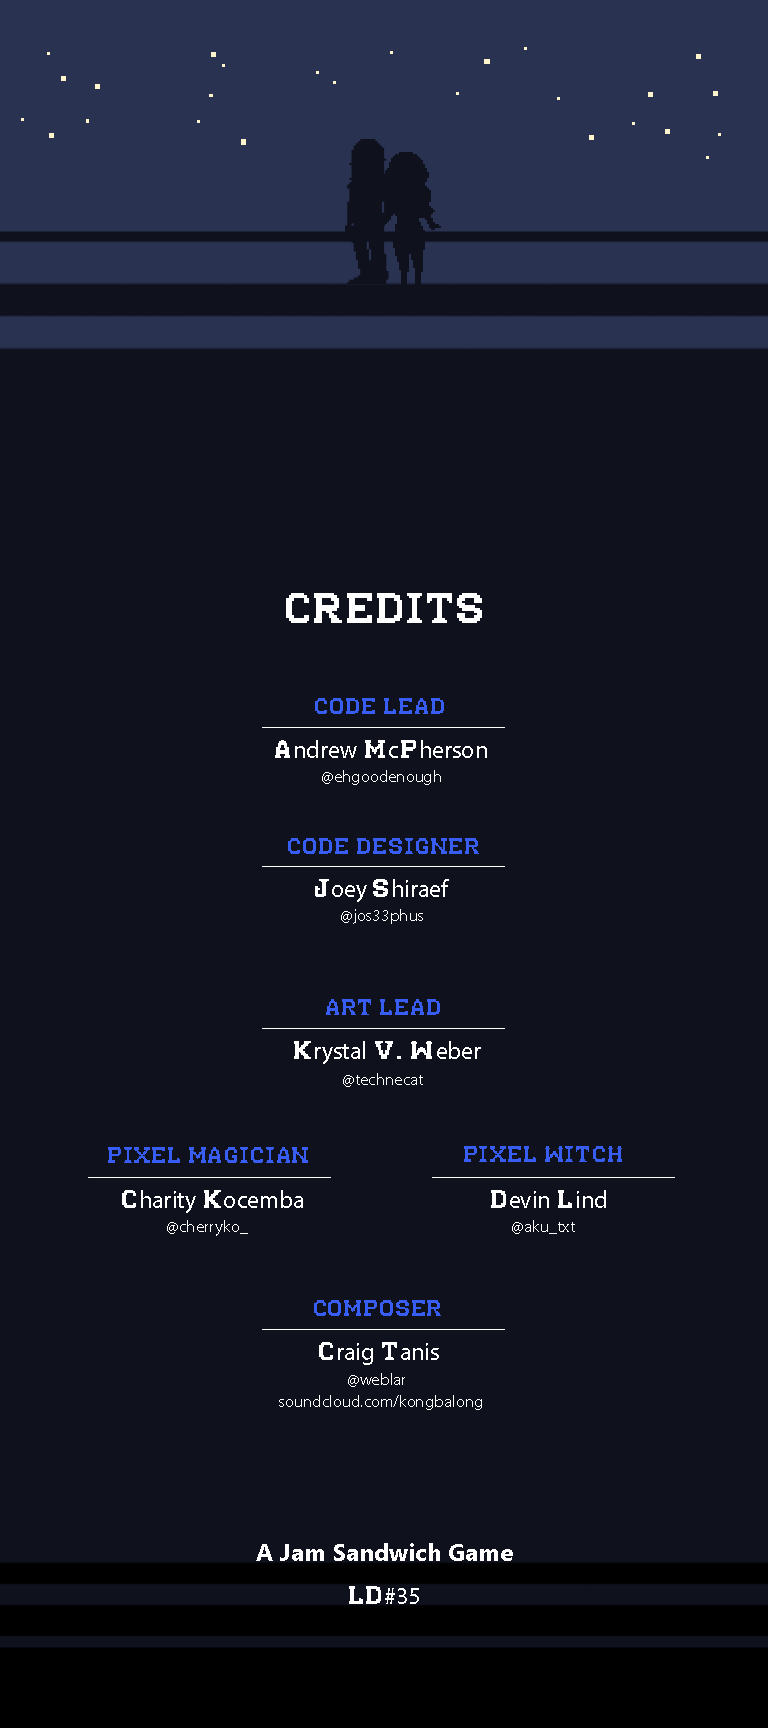 CREDITS
CODE LEAD
Andrew McPherson
@ehgoodenough
CODE DESIGNER
Joey Shiraef
@jos33phus
ART LEAD
Krystal V. Weber
@technecat
PIXEL MAGICIAN
Charity Kocemba
@cherryko_
PIXEL WITCH
Devin Lind
@aku_txt
COMPOSER
Craig Tanis
@weblar
soundcloud.com/kongbalong
A Jam Sandwich Game
LD#35